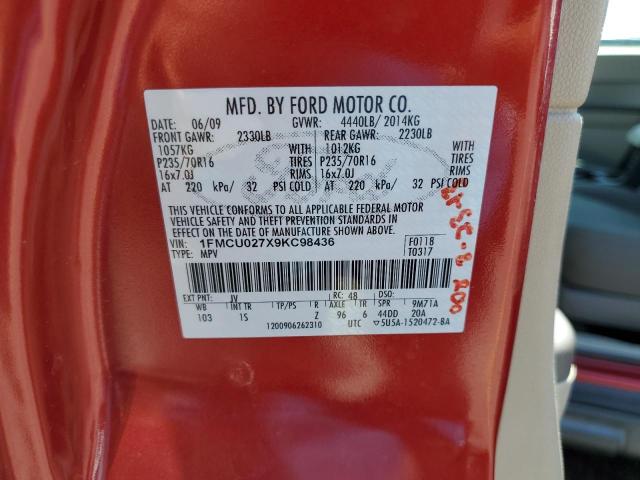 MFD. BY FORD MOTOR CO.
DATE: 06/09 GVWR: 4440LB/ 2014KG
FRONT GAWR: 2330LB REAR GAWR: 2230LB
1057KG WITH 1012KG WITH
P235/70R16 TIRES P235/70R16 TIRES
16x7.0J RIMS 16x7.0J RIMS
AT 220 kPa/ 32 PSI COLD AT 220 kPa/ 32 PSI COLD
THIS VEHICLE CONFORMS TO ALL APPLICABLE FEDERAL MOTOR
VEHICLE SAFETY AND THEFT PREVENTION STANDARDS IN
EFFECT ON THE DATE OF MANUFACTURE SHOWN ABOVE.
VIN: 1FMCU027X9KC98436 F0118
TYPE: MPV T0317
EXT PNT: JV RC: 48 DSO:
WB INT TR TP/PS R AXLE TR SPR 9M71A
103 1S Z 96 6 44DD 20A
1200906262310 UTC ▽5U5A-1520472-BA